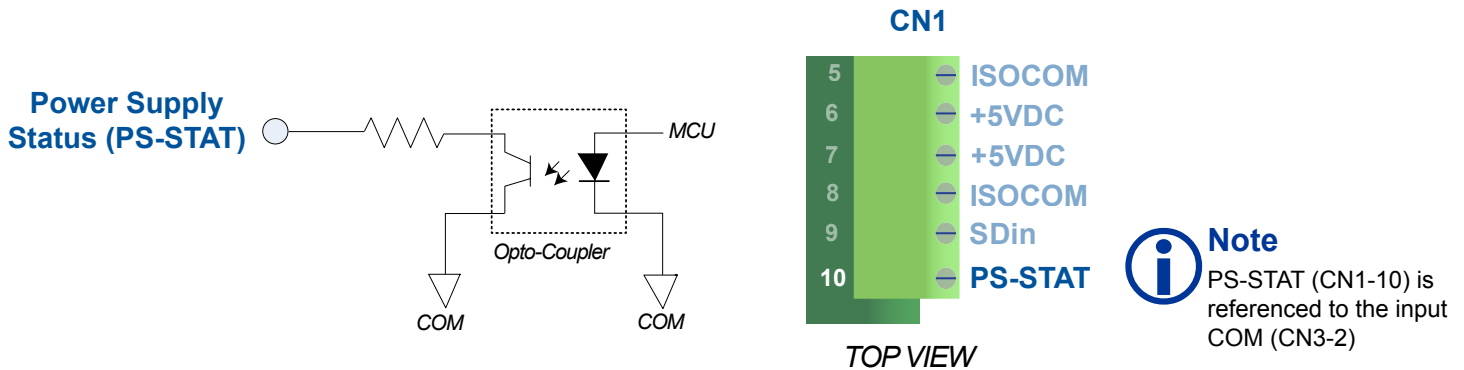 Power Supply
Status (PS-STAT)
MCU
Opto-Coupler
COM
COM
CN1
5 ISOCOM
6 +5VDC
7 +5VDC
8 ISOCOM
9 SDin
10 PS-STAT
TOP VIEW
i
Note
PS-STAT (CN1-10) is
referenced to the input
COM (CN3-2)